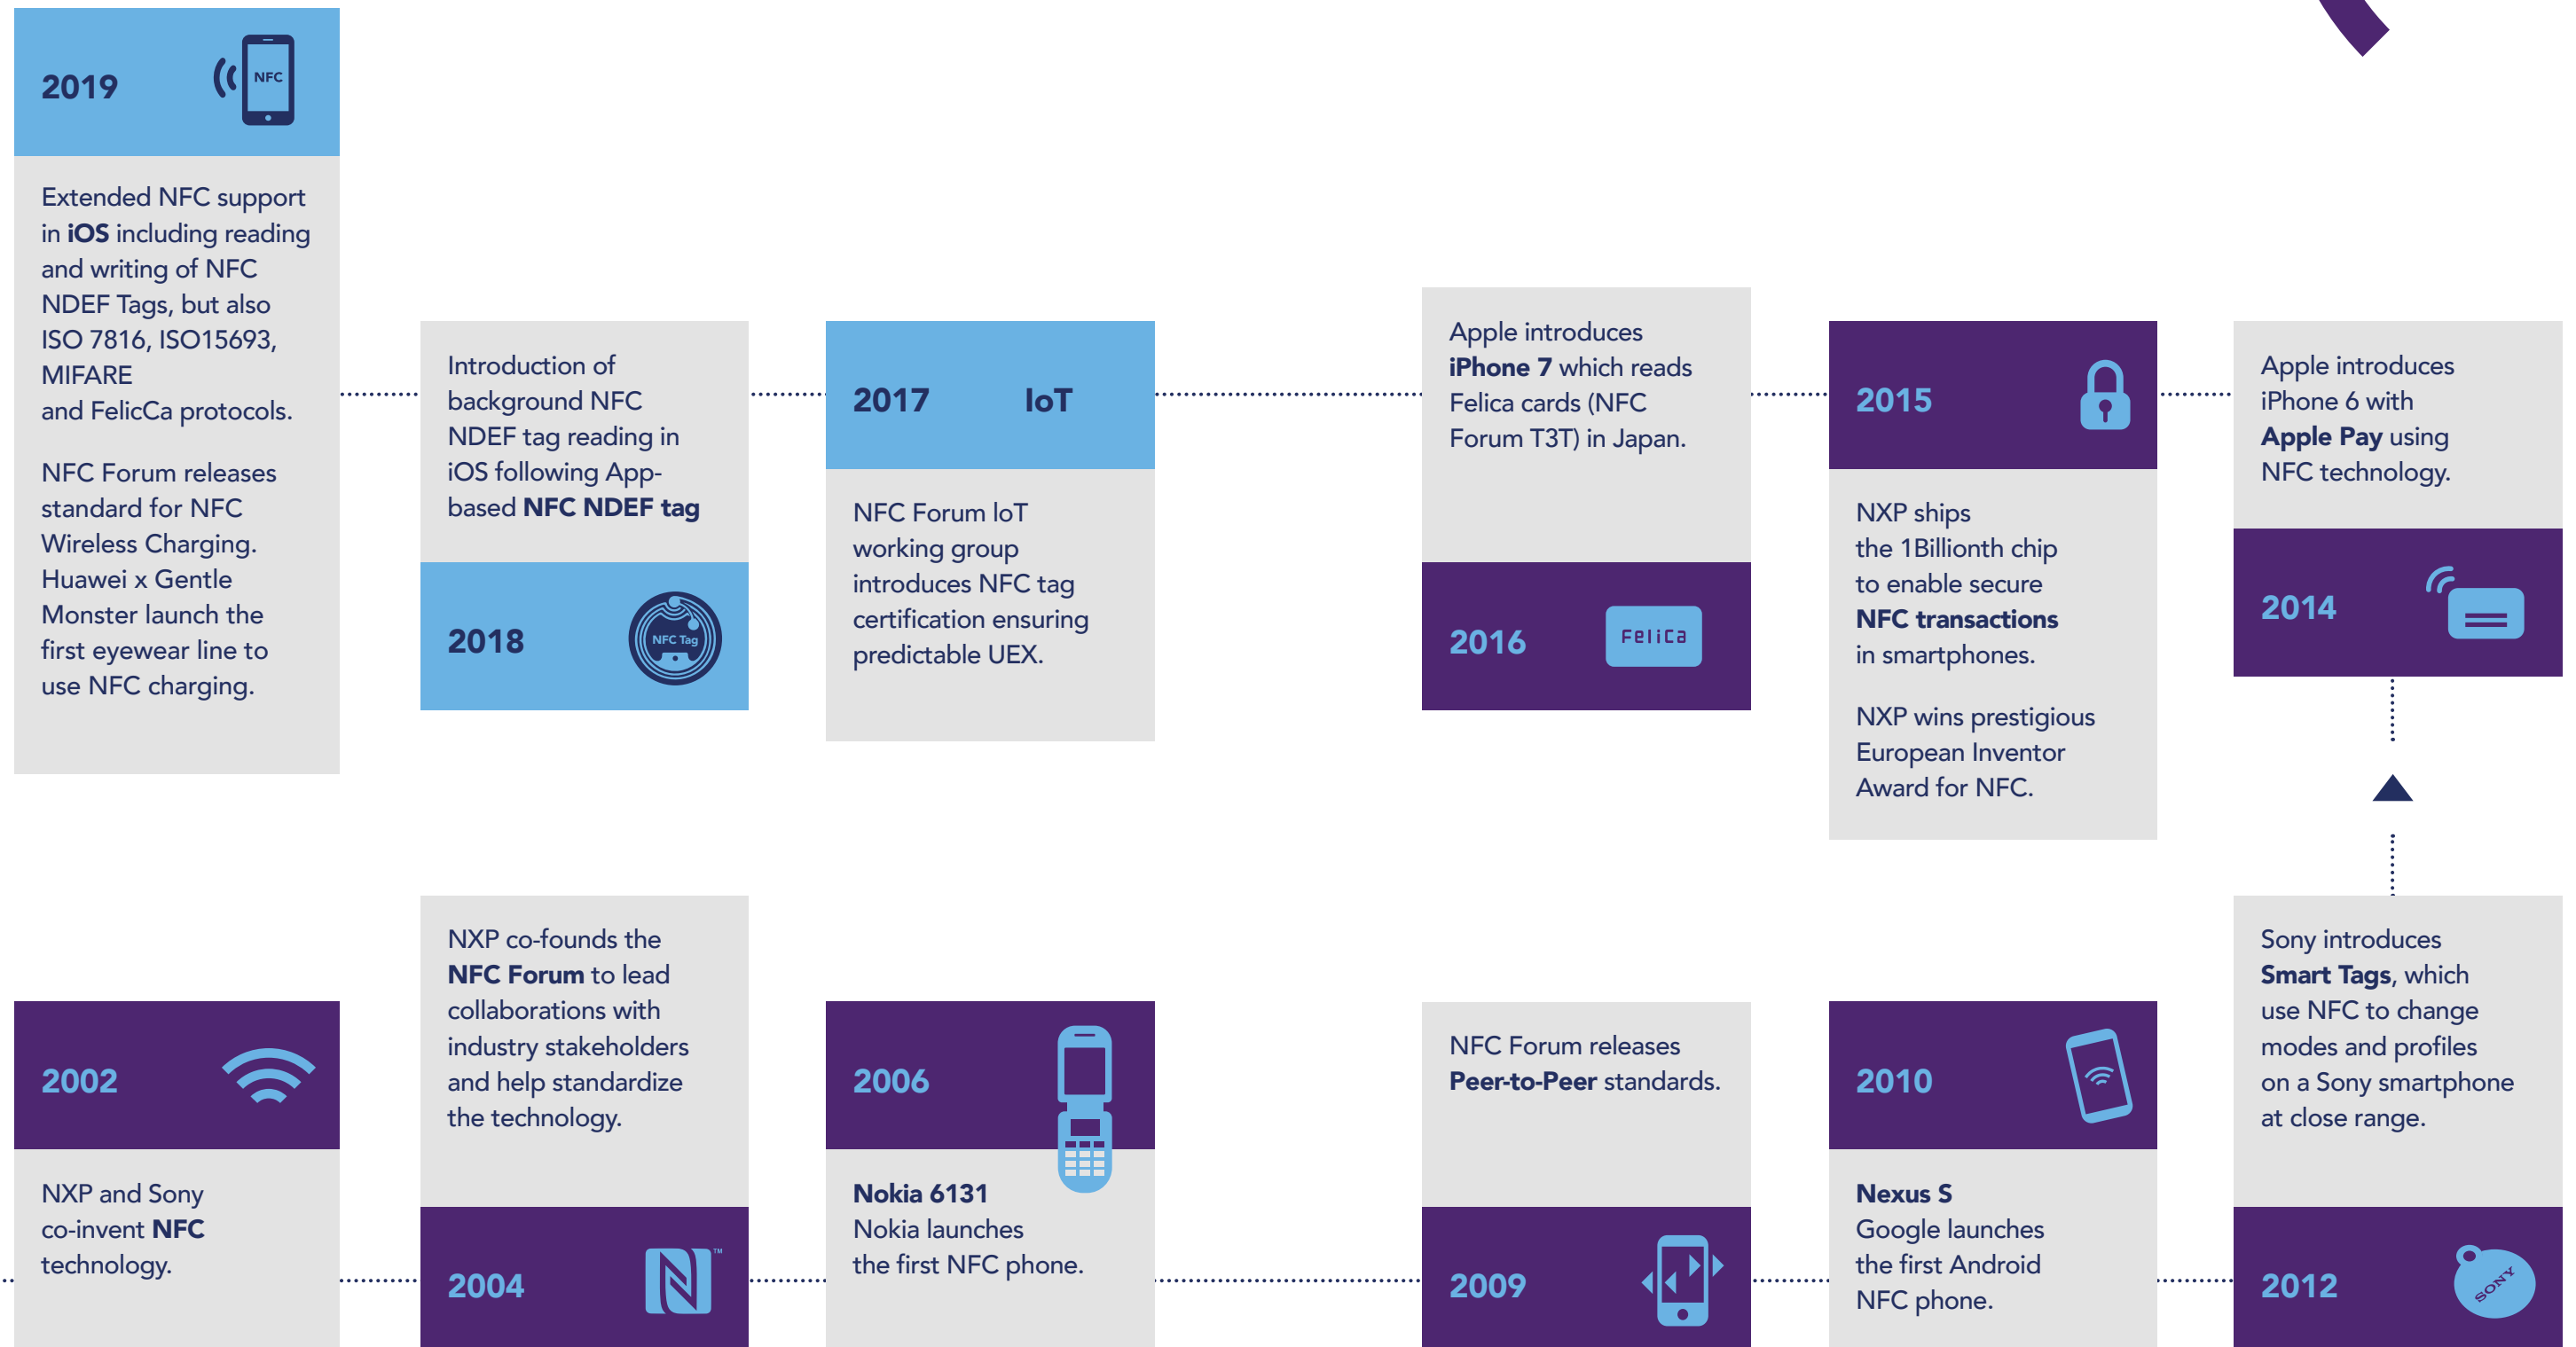 2019
NFC
Extended NFC support
in iOS including reading
and writing of NFC
NDEF Tags, but also
ISO 7816, ISO15693,
MIFARE
and FelicCa protocols.
NFC Forum releases
standard for NFC
Wireless Charging.
Huawei x Gentle
Monster launch the
first eyewear line to
use NFC charging.
Introduction of
background NFC
NDEF tag reading in
iOS following App-
based NFC NDEF tag
2018
NFC Tag
2017 IoT
NFC Forum IoT
working group
introduces NFC tag
certification ensuring
predictable UEX.
Apple introduces
iPhone 7 which reads
Felica cards (NFC
Forum T3T) in Japan.
2016
FeliCa
2015
NXP ships
the 1Billionth chip
to enable secure
NFC transactions
in smartphones.
NXP wins prestigious
European Inventor
Award for NFC.
Apple introduces
iPhone 6 with
Apple Pay using
NFC technology.
2014
2002
NXP and Sony
co-invent NFC
technology.
NXP co-founds the
NFC Forum to lead
collaborations with
industry stakeholders
and help standardize
the technology.
2004
N™
2006
Nokia 6131
Nokia launches
the first NFC phone.
NFC Forum releases
Peer-to-Peer standards.
2009
2010
Nexus S
Google launches
the first Android
NFC phone.
Sony introduces
Smart Tags, which
use NFC to change
modes and profiles
on a Sony smartphone
at close range.
2012
SONY